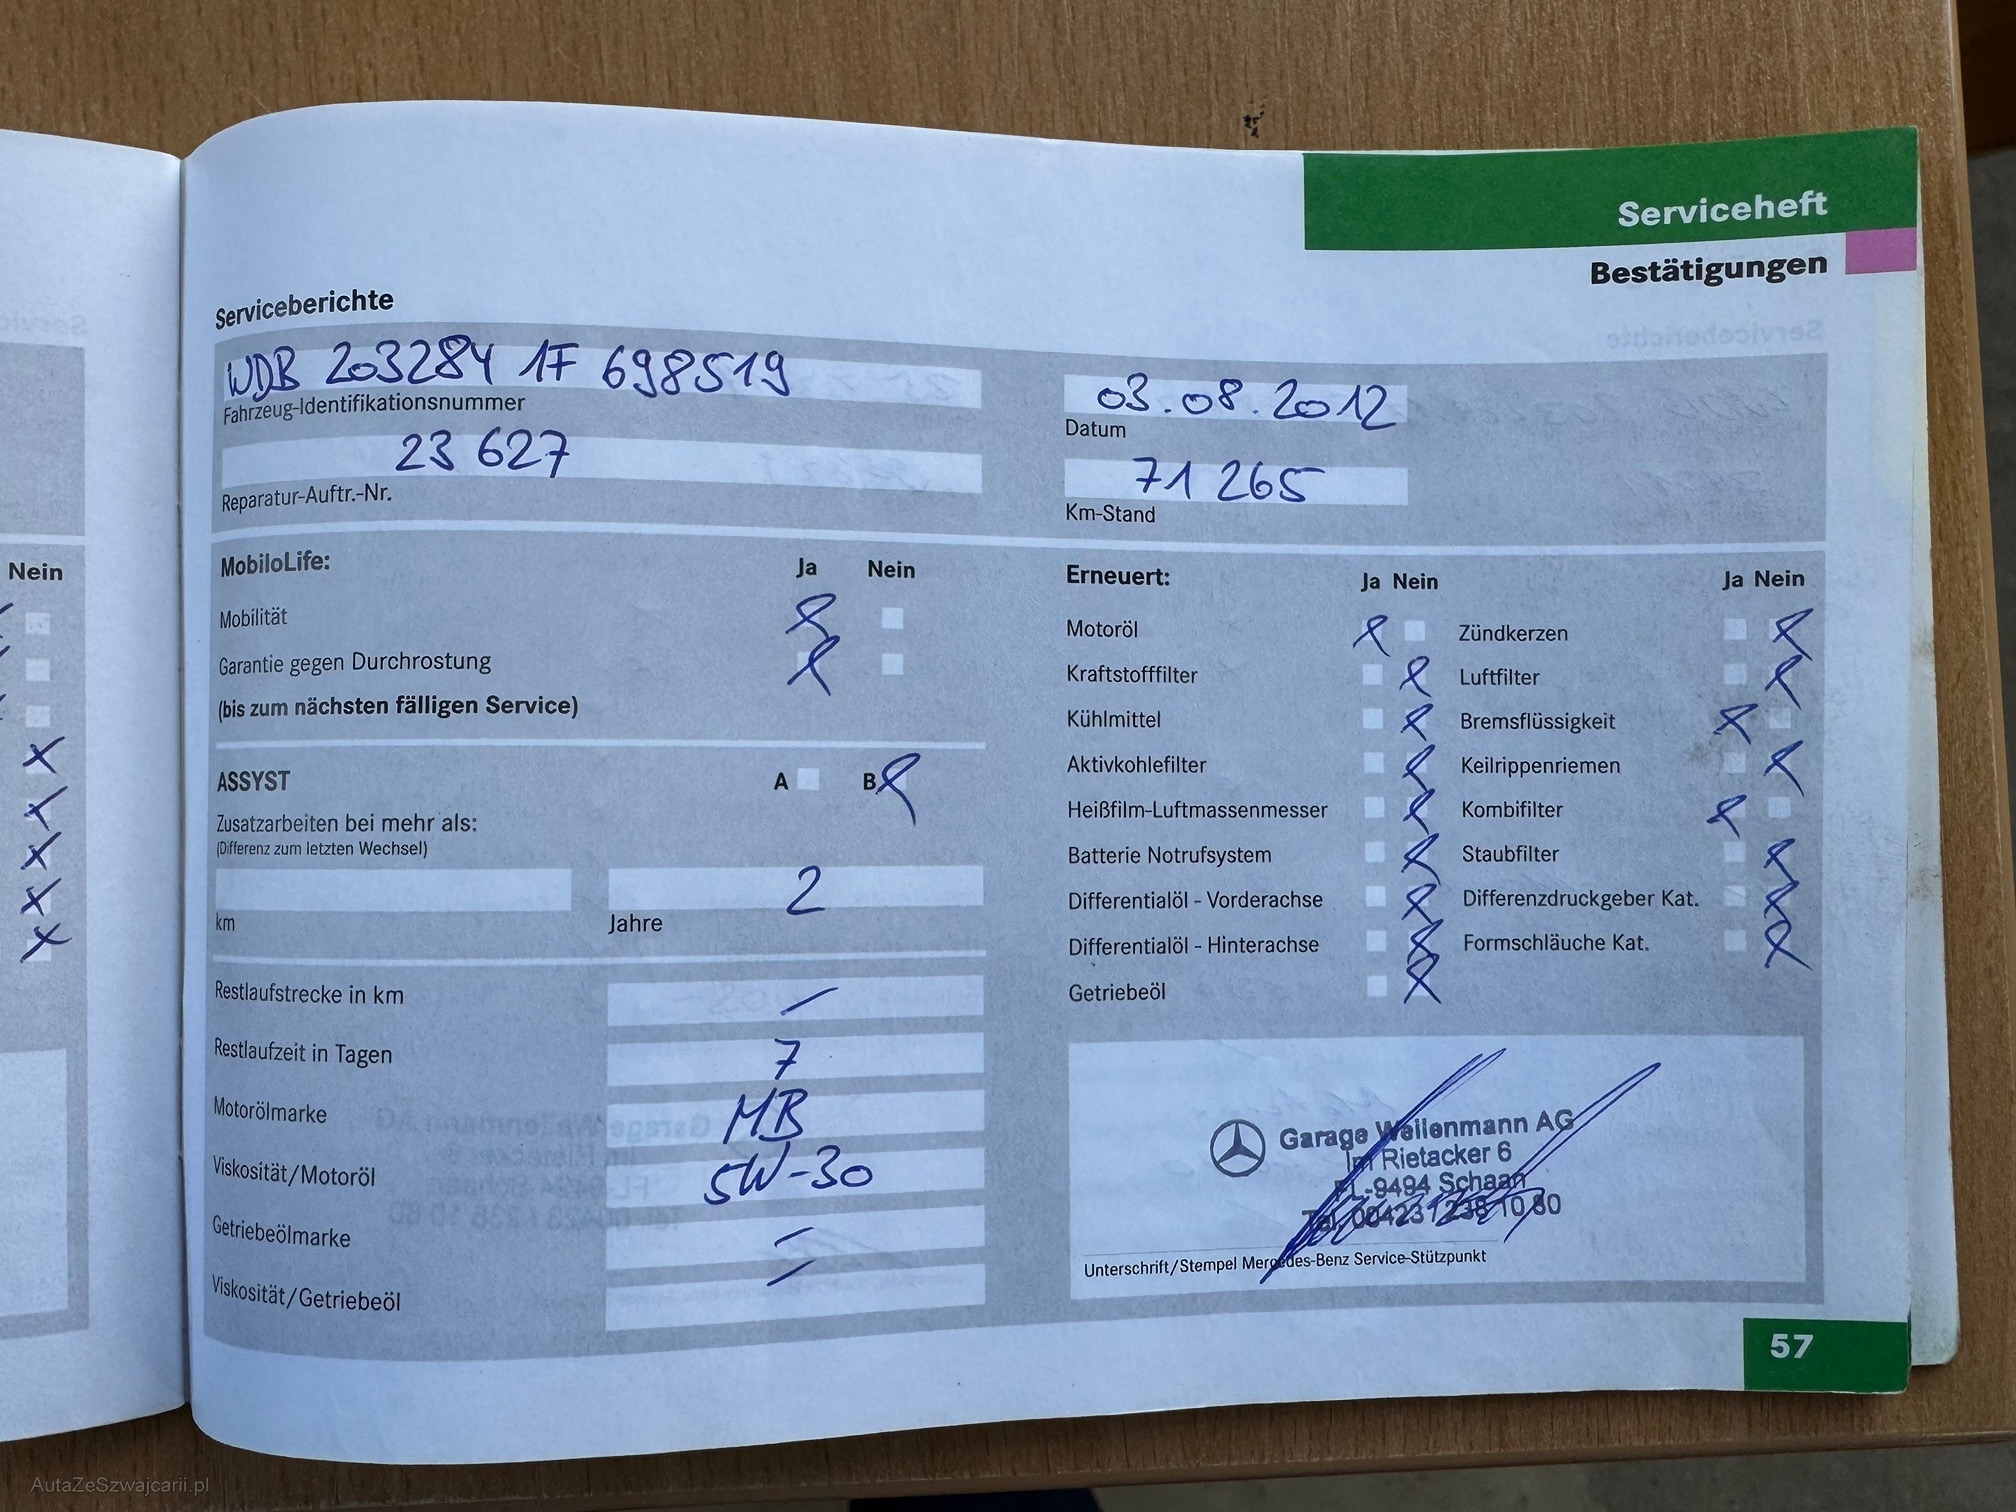 Serviceheft
Bestätigungen
Serviceberichte
WDB 203284 1F 698519
Fahrzeug-Identifikationsnummer
03.08.2012
Datum
23 627
Reparatur-Auftr.-Nr.
71 265
Km-Stand
Nein
MobiloLife: Ja Nein
Mobilität
Garantie gegen Durchrostung
(bis zum nächsten fälligen Service)
ASSYST A B
Zusatzarbeiten bei mehr als:
(Differenz zum letzten Wechsel)
2
km Jahre
Restlaufstrecke in km –
Restlaufzeit in Tagen 7
Motorölmarke MB
Viskosität/Motoröl 5W-30
Getriebeölmarke –
Viskosität/Getriebeöl –
Erneuert: Ja Nein Ja Nein
Motoröl Zündkerzen
Kraftstofffilter Luftfilter
Kühlmittel Bremsflüssigkeit
Aktivkohlefilter Keilrippenriemen
Heißfilm-Luftmassenmesser Kombifilter
Batterie Notrufsystem Staubfilter
Differentialöl - Vorderachse Differenzdruckgeber Kat.
Differentialöl - Hinterachse Formschläuche Kat.
Getriebeöl
Garage Weilenmann AG
Im Rietacker 6
FL-9494 Schaan
Tel. 00423 / 238 10 80
Unterschrift/Stempel Mercedes-Benz Service-Stützpunkt
57
AutaZeSzwajcarii.pl